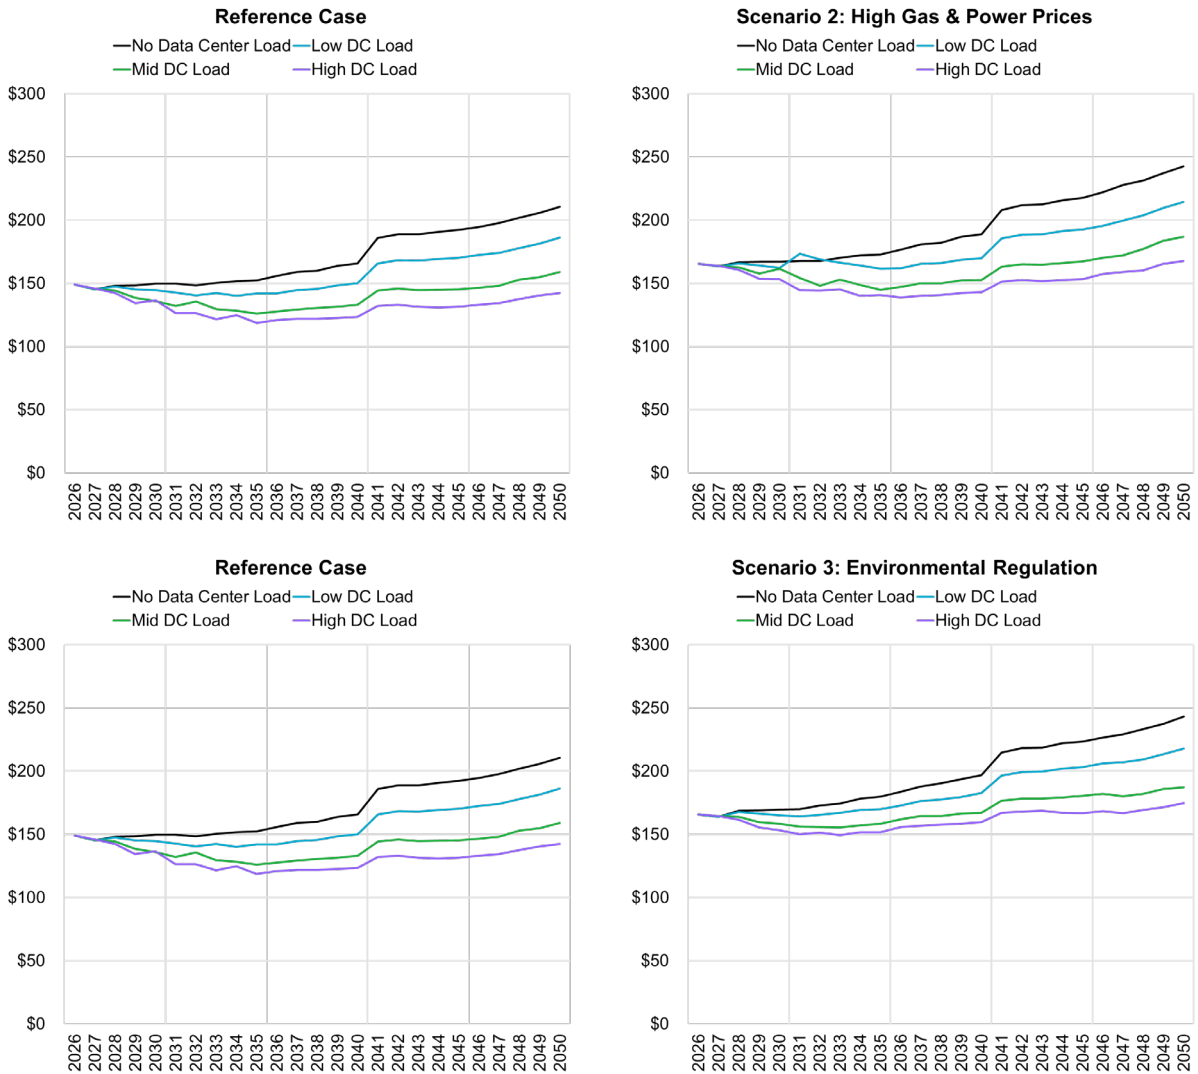 Reference Case
No Data Center Load Low DC Load
Mid DC Load High DC Load
$300
$250
$200
$150
$100
$50
$0
2026 2027 2028 2029 2030 2031 2032 2033 2034 2035 2036 2037 2038 2039 2040 2041 2042 2043 2044 2045 2046 2047 2048 2049 2050
Scenario 2: High Gas & Power Prices
No Data Center Load Low DC Load
Mid DC Load High DC Load
$300
$250
$200
$150
$100
$50
$0
2026 2027 2028 2029 2030 2031 2032 2033 2034 2035 2036 2037 2038 2039 2040 2041 2042 2043 2044 2045 2046 2047 2048 2049 2050
Reference Case
No Data Center Load Low DC Load
Mid DC Load High DC Load
$300
$250
$200
$150
$100
$50
$0
2026 2027 2028 2029 2030 2031 2032 2033 2034 2035 2036 2037 2038 2039 2040 2041 2042 2043 2044 2045 2046 2047 2048 2049 2050
Scenario 3: Environmental Regulation
No Data Center Load Low DC Load
Mid DC Load High DC Load
$300
$250
$200
$150
$100
$50
$0
2026 2027 2028 2029 2030 2031 2032 2033 2034 2035 2036 2037 2038 2039 2040 2041 2042 2043 2044 2045 2046 2047 2048 2049 2050